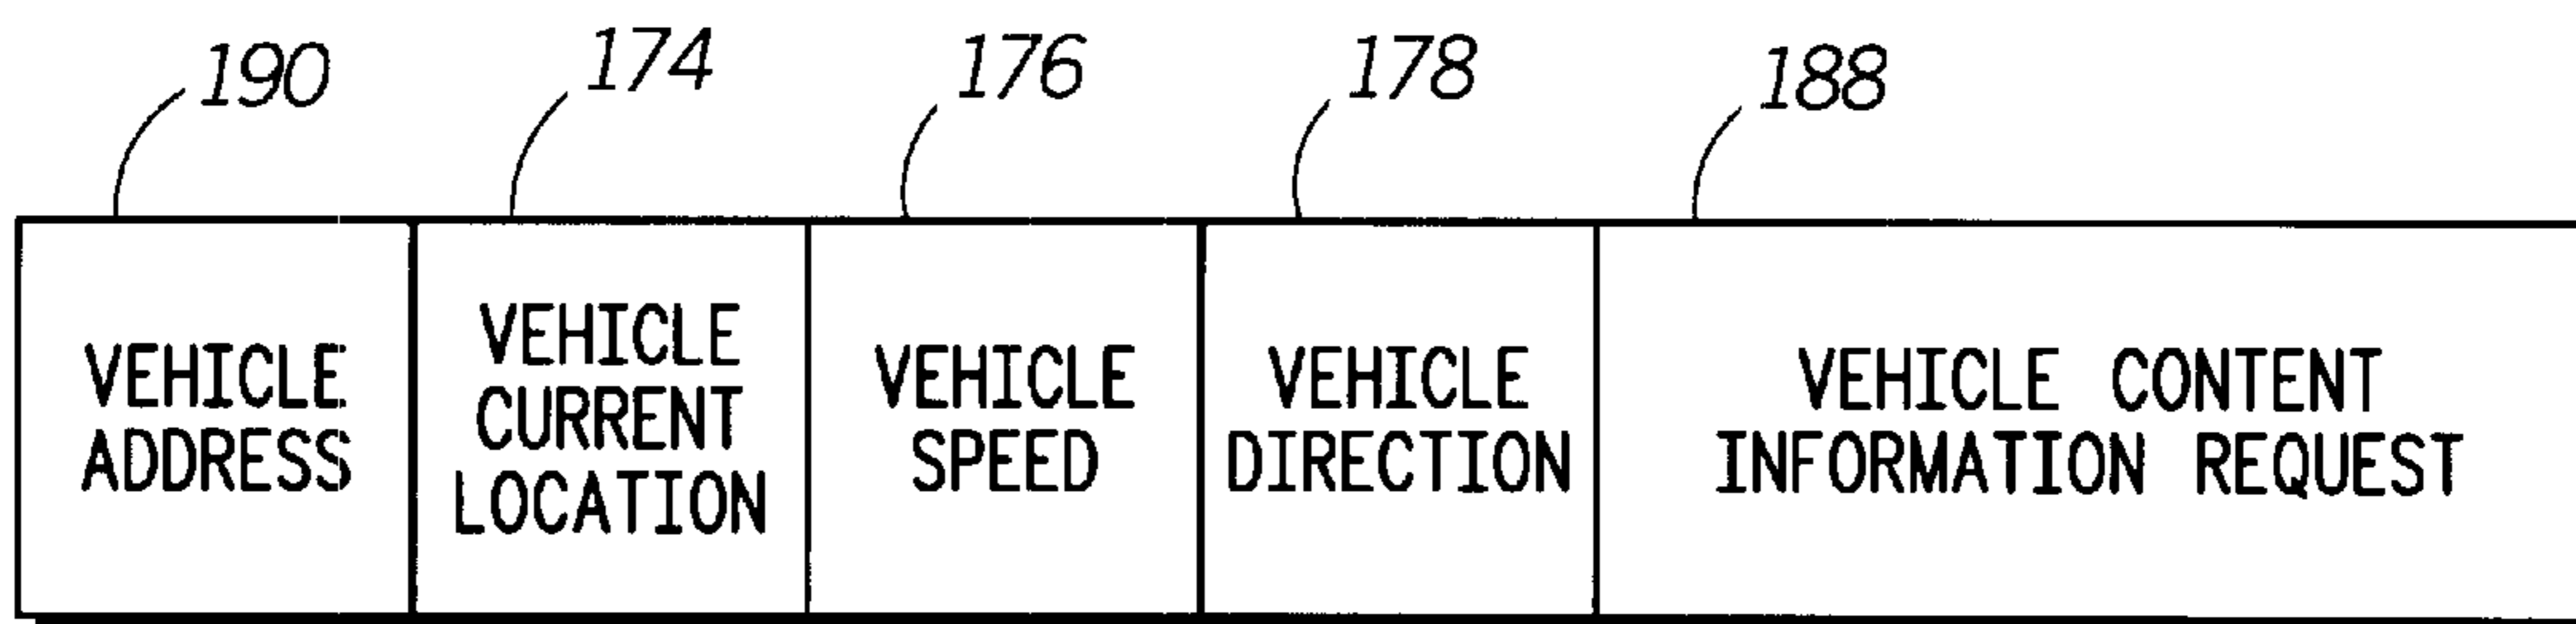 190
174
176
178
188
VEHICLE
ADDRESS
VEHICLE
CURRENT
LOCATION
VEHICLE
SPEED
VEHICLE
DIRECTION
VEHICLE CONTENT
INFORMATION REQUEST